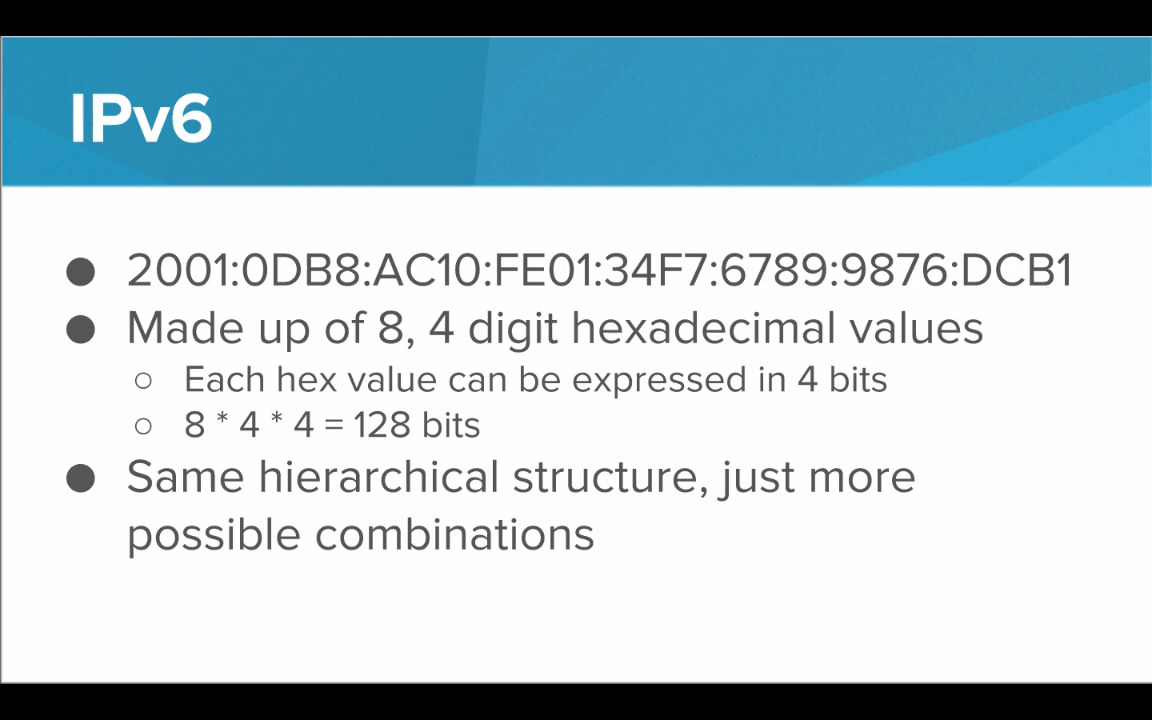 IPv6
● 2001:0DB8:AC10:FE01:34F7:6789:9876:DCB1
● Made up of 8, 4 digit hexadecimal values
○ Each hex value can be expressed in 4 bits
○ 8 * 4 * 4 = 128 bits
● Same hierarchical structure, just more
possible combinations